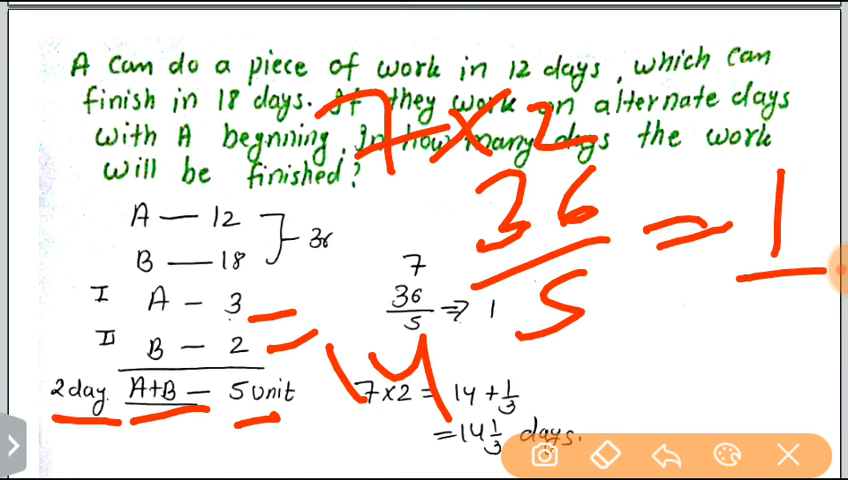 A can do a piece of work in 12 days, which can
finish in 18 days. If they work on alternate days
with A begnning. In how many days the work
will be finished?
7×2
36/5 = 1
A — 12
B — 18
36
I A - 3
II B - 2
2 day A+B - 5 unit
7
36/5 ⇒ 1
14
7×2 = 14 + 1/3
= 14 1/3 days.